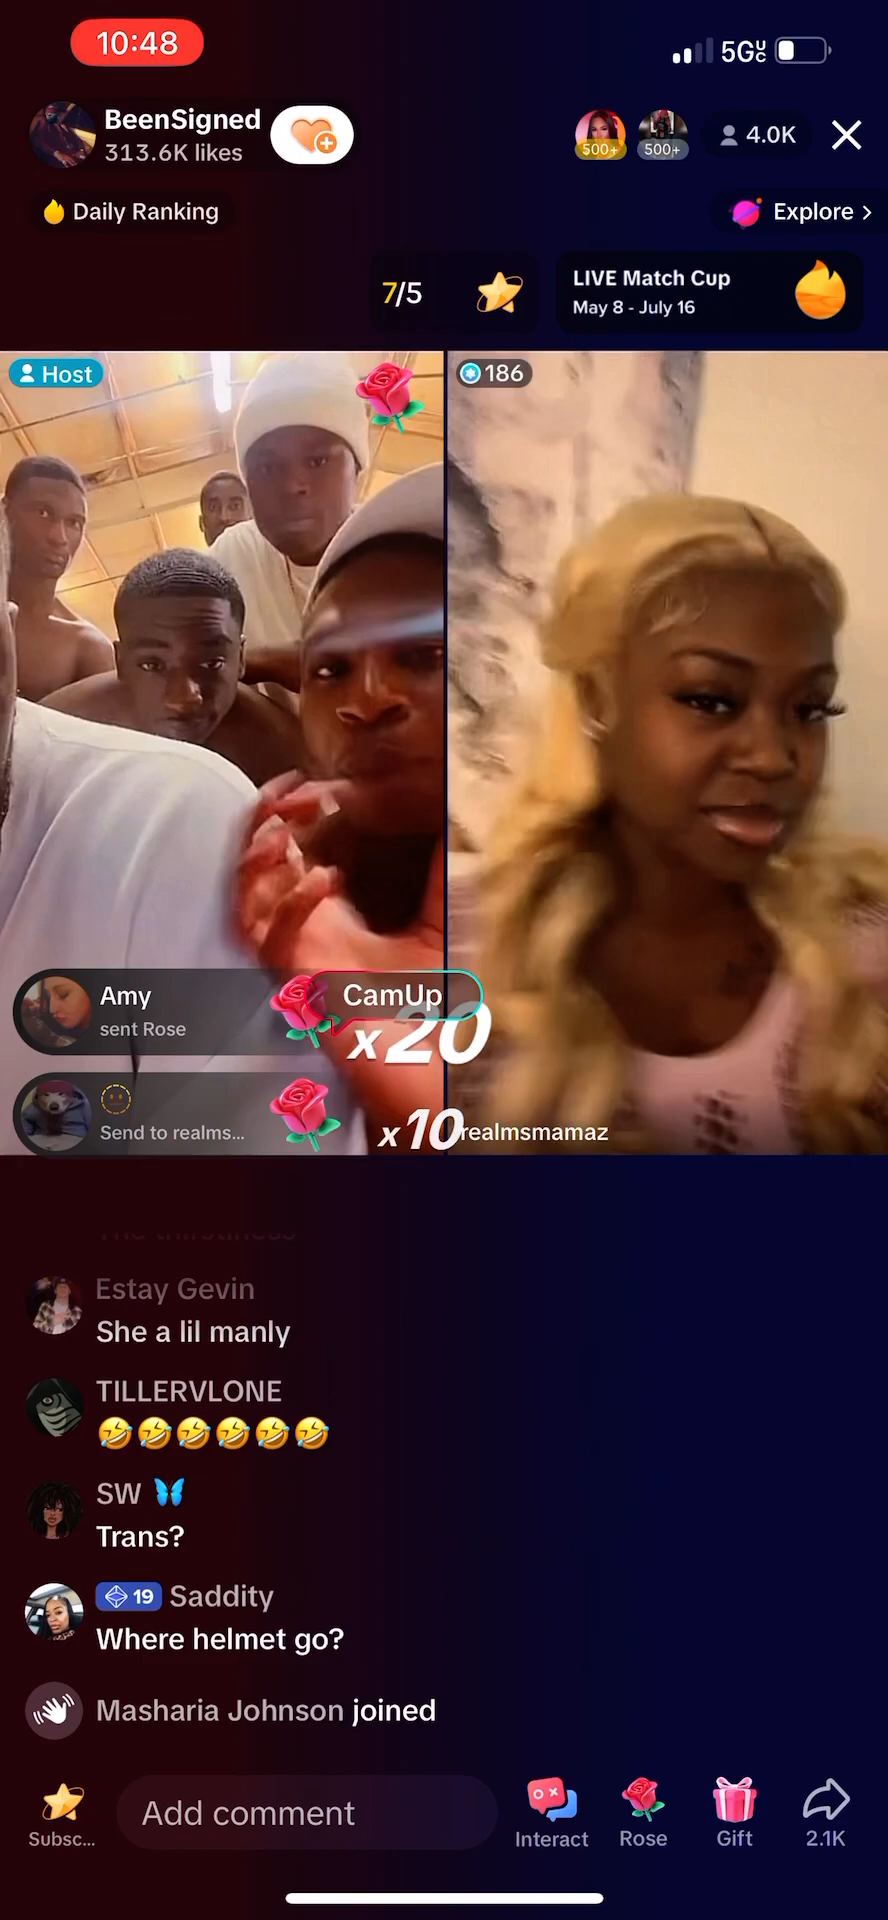 10:48
5GUC
BeenSigned
313.6K likes
500+
500+
4.0K
Daily Ranking
Explore >
7/5
LIVE Match Cup
May 8 - July 16
Host
186
Amy
sent Rose
CamUp
x20
Send to realms...
x10
realmsmamaz
The thirstiness
Estay Gevin
She a lil manly
TILLERVLONE
🤣🤣🤣🤣🤣🤣
SW 🦋
Trans?
19 Saddity
Where helmet go?
Masharia Johnson joined
Subsc...
Add comment
Interact
Rose
Gift
2.1K